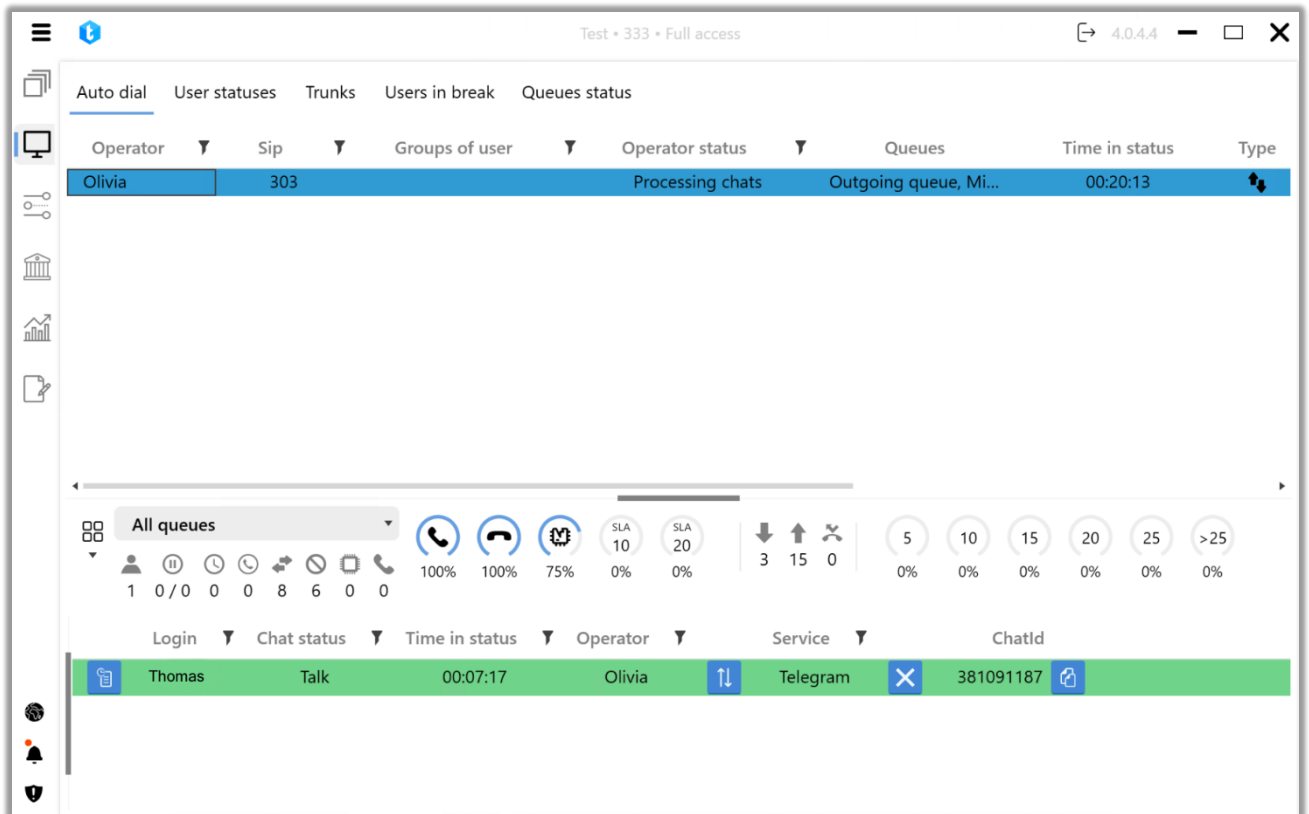 Test • 333 • Full access 4.0.4.4
Auto dial User statuses Trunks Users in break Queues status
Operator Sip Groups of user Operator status Queues Time in status Type
Olivia 303 Processing chats Outgoing queue, Mi... 00:20:13
All queues
SLA 10 SLA 20 5 10 15 20 25 >25
100% 100% 75% 0% 0% 3 15 0 0% 0% 0% 0% 0% 0%
1 0 / 0 0 0 8 6 0 0
Login Chat status Time in status Operator Service ChatId
Thomas Talk 00:07:17 Olivia Telegram 381091187